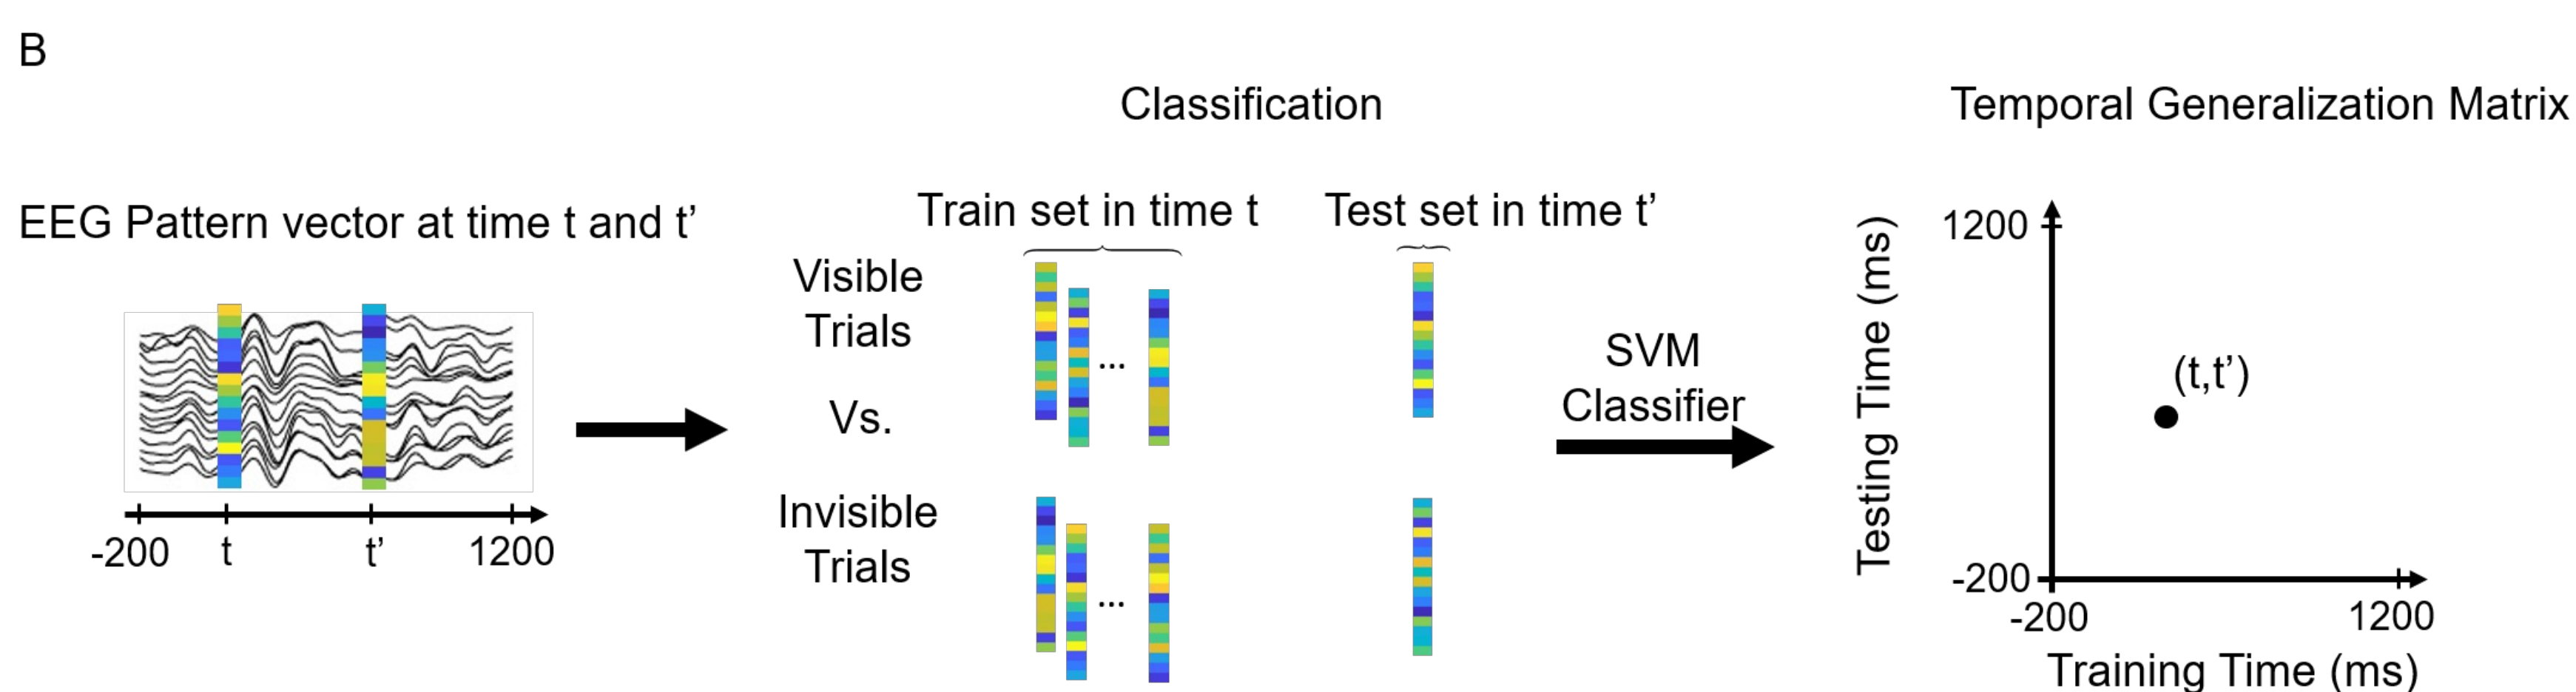 B
Classification
Temporal Generalization Matrix
EEG Pattern vector at time t and t’
Train set in time t
Test set in time t’
Visible
Trials
Vs.
Invisible
Trials
...
...
-200
t
t’
1200
SVM
Classifier
Testing Time (ms)
1200
(t,t’)
-200
-200
1200
Training Time (ms)